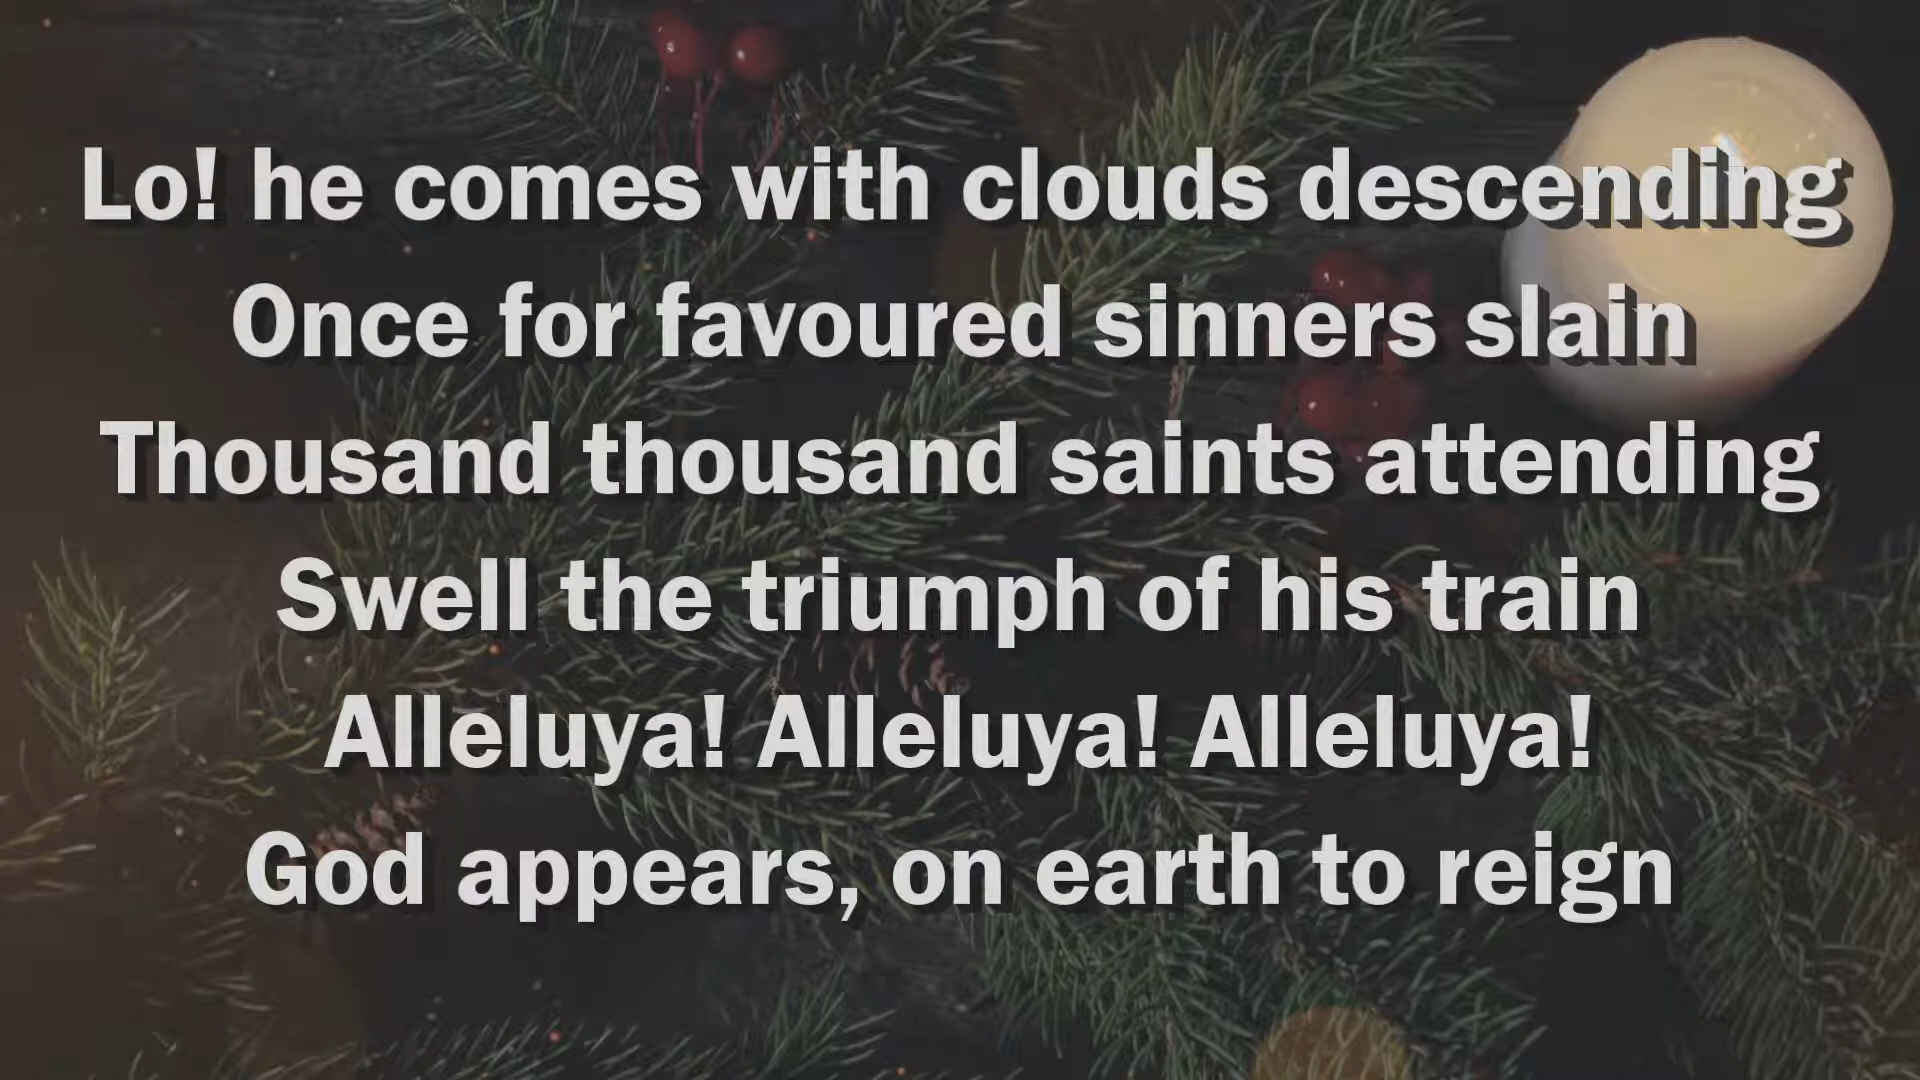 Lo! he comes with clouds descending
Once for favoured sinners slain
Thousand thousand saints attending
Swell the triumph of his train
Alleluya! Alleluya! Alleluya!
God appears, on earth to reign